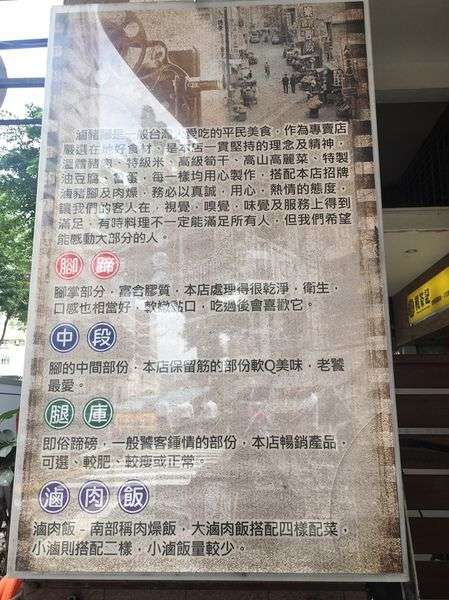 滷豬腳是一般台灣人愛吃的平民美食，作為專賣店
嚴選在地好食材，是本店一貫堅持的理念及精神，
溫體豬肉、特級米、高級筍干、高山高麗菜、特製
油豆腐、魯蛋，每一樣均用心製作，搭配本店招牌
滷豬腳及肉燥，務必以真誠，用心，熱情的態度，
讓我們的客人在，視覺，嗅覺，味覺及服務上得到
滿足，有時料理不一定能滿足所有人，但我們希望
能感動大部分的人。
腳蹄
腳掌部分，富含膠質，本店處理得很乾淨，衛生，
口感也相當好，軟嫩黏口，吃過後會喜歡它。
中段
腳的中間部份，本店保留筋的部份軟Q美味，老饕
最愛。
腿庫
即俗蹄磅，一般饕客鍾情的部份，本店暢銷產品，
可選、較肥、較瘦或正常。
滷肉飯
滷肉飯－南部稱肉燥飯，大滷肉飯搭配四樣配菜，
小滷則搭配二樣，小滷飯量較少。